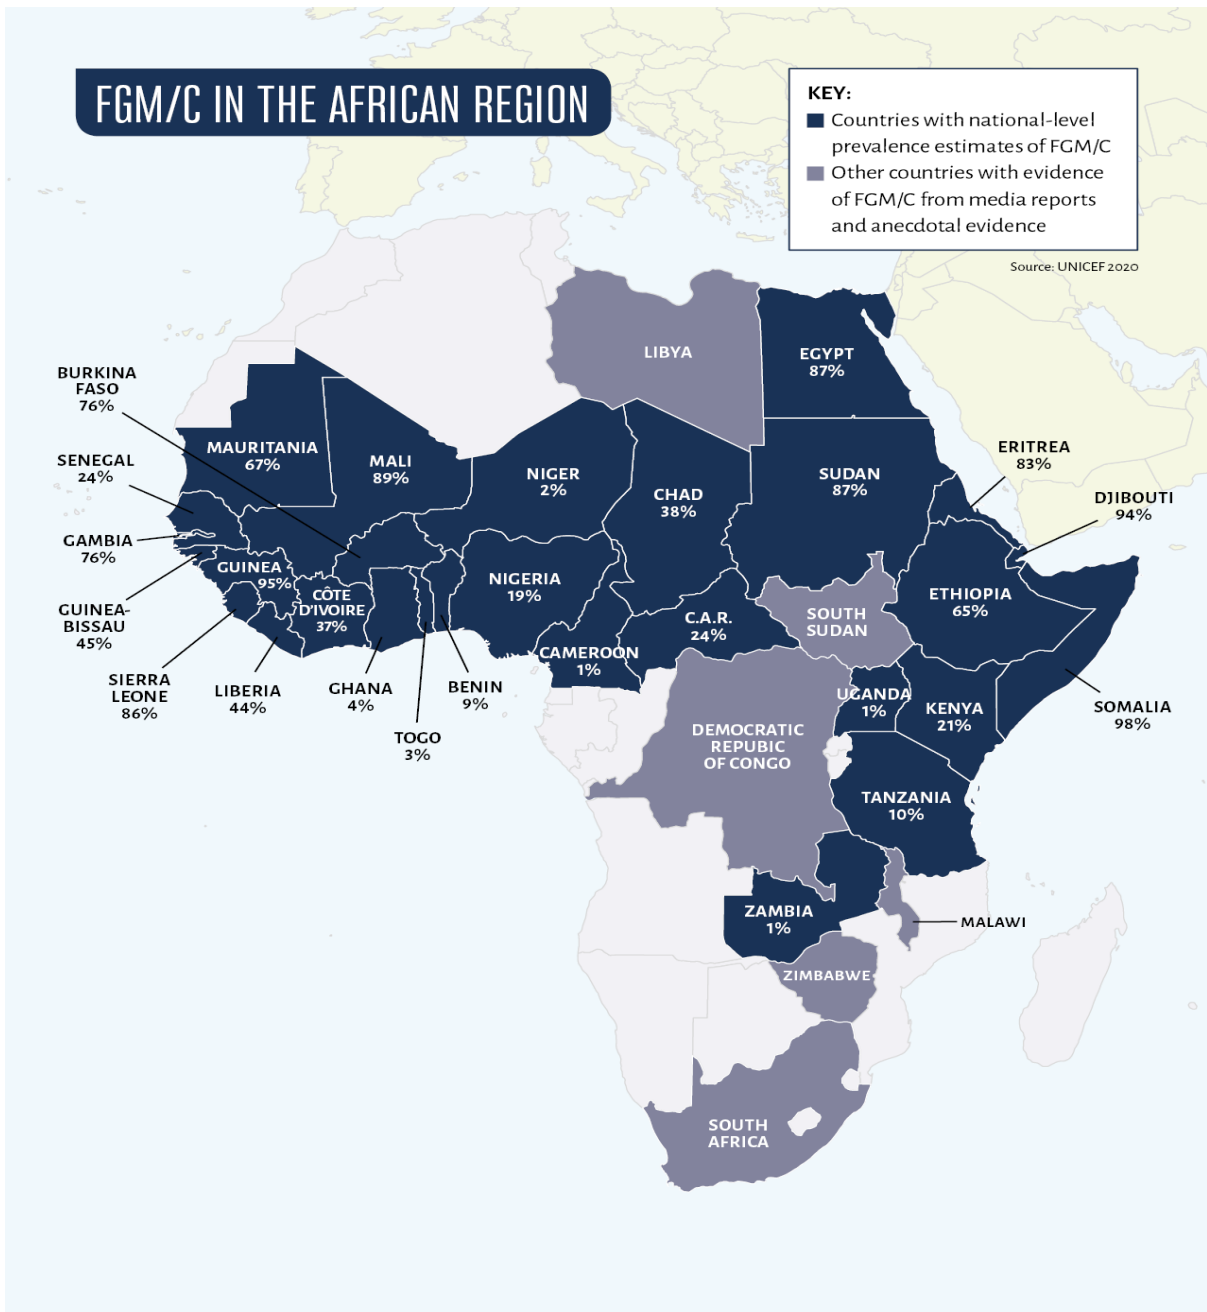 FGM/C IN THE AFRICAN REGION
KEY:
Countries with national-level
prevalence estimates of FGM/C
Other countries with evidence
of FGM/C from media reports
and anecdotal evidence
Source: UNICEF 2020
LIBYA
EGYPT
87%
BURKINA
FASO
76%
MAURITANIA
67%
MALI
89%
NIGER
2%
CHAD
38%
SUDAN
87%
ERITREA
83%
SENEGAL
24%
DJIBOUTI
94%
GAMBIA
76%
GUINEA
95%
CÔTE
D'IVOIRE
37%
NIGERIA
19%
ETHIOPIA
65%
GUINEA-
BISSAU
45%
C.A.R.
24%
SOUTH
SUDAN
CAMEROON
1%
SIERRA
LEONE
86%
LIBERIA
44%
GHANA
4%
BENIN
9%
TOGO
3%
UGANDA
1%
KENYA
21%
SOMALIA
98%
DEMOCRATIC
REPUBIC
OF CONGO
TANZANIA
10%
ZAMBIA
1%
MALAWI
ZIMBABWE
SOUTH
AFRICA